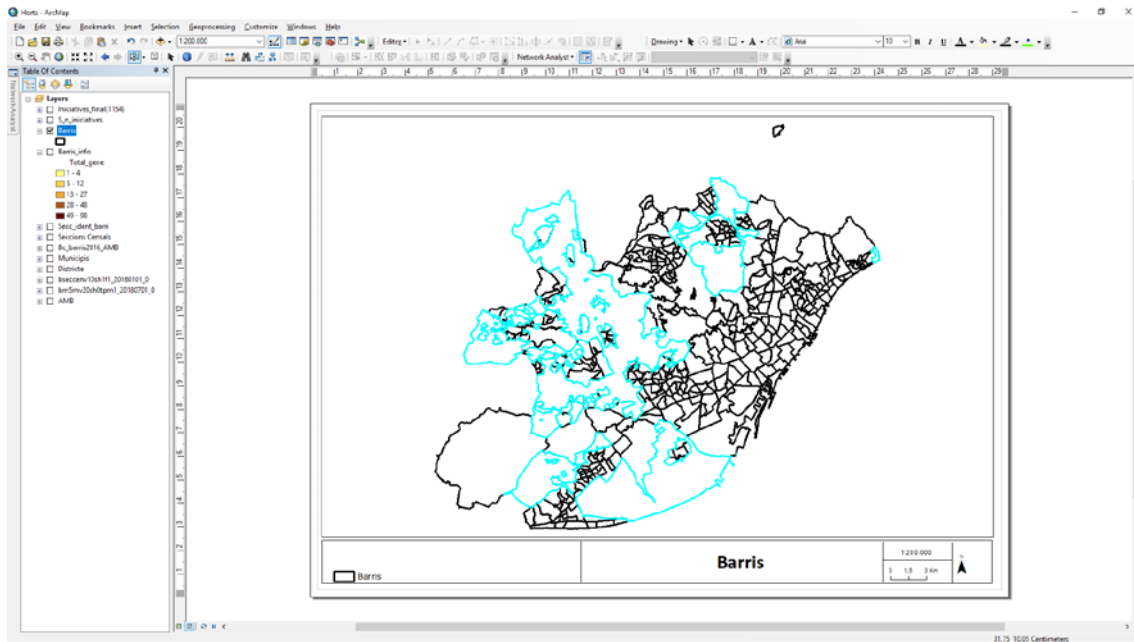 Horts - ArcMap
File Edit View Bookmarks Insert Selection Geoprocessing Customize Windows Help
1:200.000
Editor
Drawing
Arial
10
B I U A
Network Analyst
Table Of Contents
Network Analyst
Layers
Iniciatives_final(1154)
S_n_iniciatives
Barris
Barris_info
Total_gene
1 - 4
5 - 12
13 - 27
28 - 48
49 - 98
Secc_ident_barri
Seccions Censals
Bc_barris2016_AMB
Municipis
Districte
AMB
Barris
Barris
1:200.000
0 1,5 3 Km
N
31,75 10,05 Centimeters